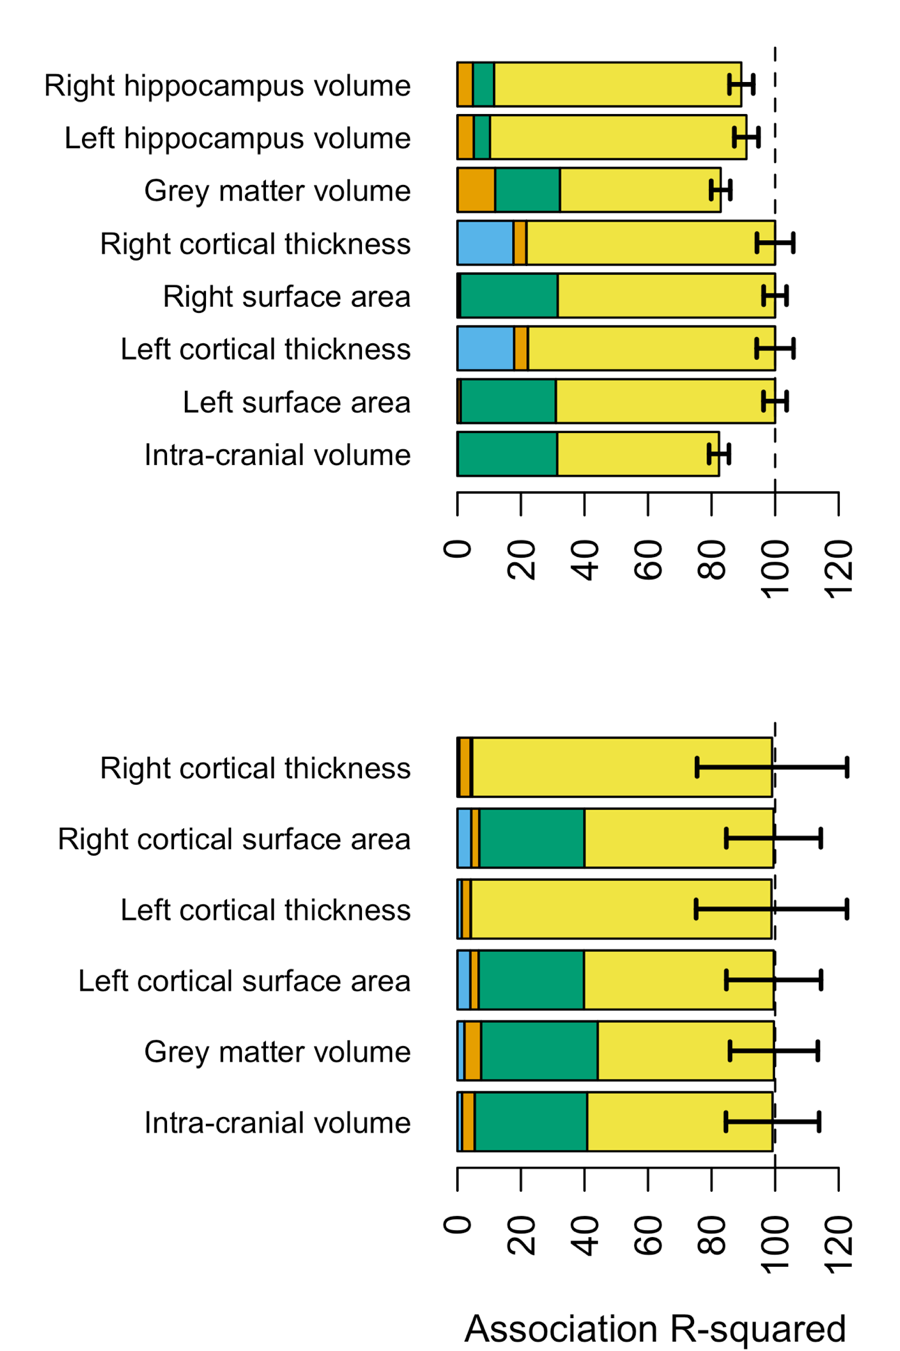 Right hippocampus volume
Left hippocampus volume
Grey matter volume
Right cortical thickness
Right surface area
Left cortical thickness
Left surface area
Intra-cranial volume
0 20 40 60 80 100 120
Right cortical thickness
Right cortical surface area
Left cortical thickness
Left cortical surface area
Grey matter volume
Intra-cranial volume
0 20 40 60 80 100 120
Association R-squared